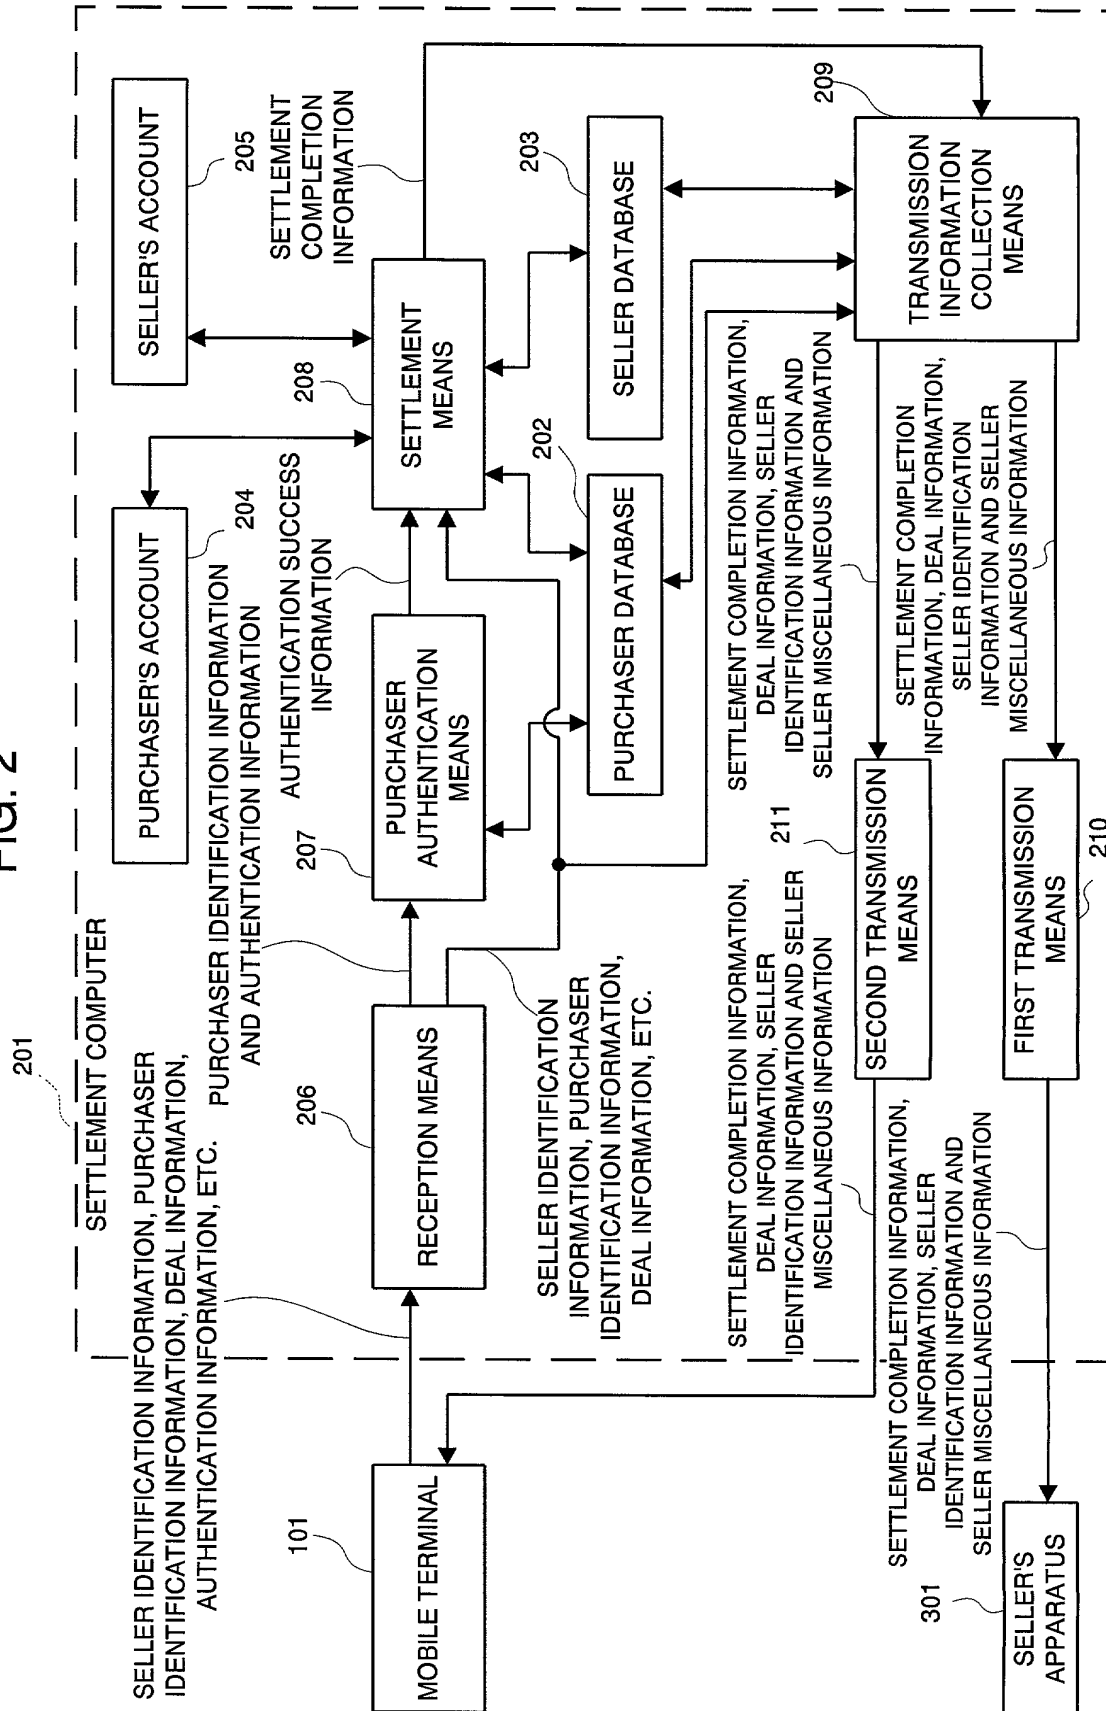 FIG. 2
201
SETTLEMENT COMPUTER
SELLER IDENTIFICATION INFORMATION, PURCHASER
IDENTIFICATION INFORMATION, DEAL INFORMATION,
AUTHENTICATION INFORMATION, ETC.
PURCHASER'S ACCOUNT
204
SELLER'S ACCOUNT
205
PURCHASER IDENTIFICATION INFORMATION
AND AUTHENTICATION INFORMATION
AUTHENTICATION SUCCESS
INFORMATION
SETTLEMENT
COMPLETION
INFORMATION
101
MOBILE TERMINAL
206
RECEPTION MEANS
207
PURCHASER
AUTHENTICATION
MEANS
208
SETTLEMENT
MEANS
SELLER IDENTIFICATION
INFORMATION, PURCHASER
IDENTIFICATION INFORMATION,
DEAL INFORMATION, ETC.
202
PURCHASER DATABASE
203
SELLER DATABASE
209
TRANSMISSION
INFORMATION
COLLECTION
MEANS
SETTLEMENT COMPLETION INFORMATION,
DEAL INFORMATION, SELLER
IDENTIFICATION INFORMATION AND SELLER
MISCELLANEOUS INFORMATION
211
SECOND TRANSMISSION
MEANS
SETTLEMENT COMPLETION INFORMATION,
DEAL INFORMATION, SELLER
IDENTIFICATION INFORMATION AND
SELLER MISCELLANEOUS INFORMATION
SETTLEMENT COMPLETION INFORMATION,
DEAL INFORMATION, SELLER
IDENTIFICATION INFORMATION AND
SELLER MISCELLANEOUS INFORMATION
SETTLEMENT COMPLETION
INFORMATION, DEAL INFORMATION,
SELLER IDENTIFICATION
INFORMATION AND SELLER
MISCELLANEOUS INFORMATION
301
SELLER'S
APPARATUS
FIRST TRANSMISSION
MEANS
210